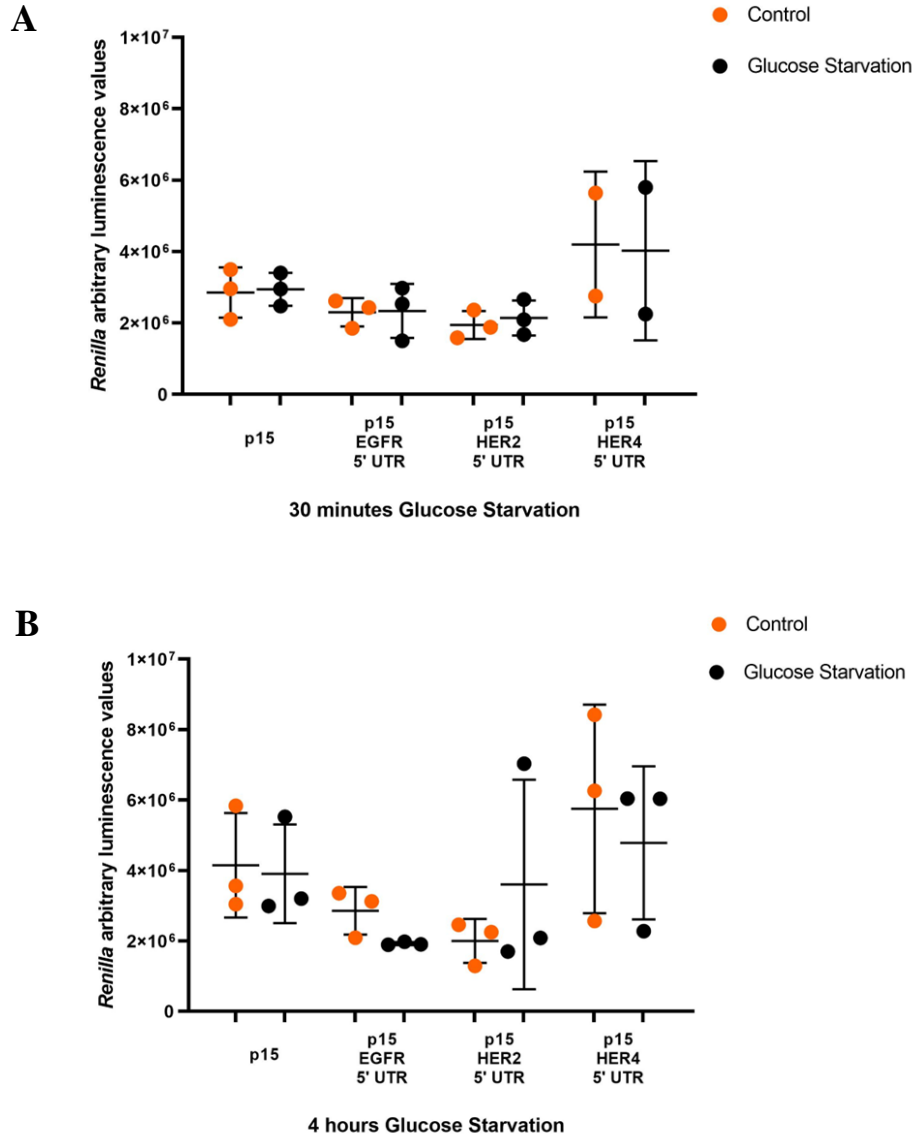 A
Control
Glucose Starvation
Renilla arbitrary luminescence values
1×10⁷
8×10⁶
6×10⁶
4×10⁶
2×10⁶
0
p15
p15
EGFR
5' UTR
p15
HER2
5' UTR
p15
HER4
5' UTR
30 minutes Glucose Starvation
B
Control
Glucose Starvation
Renilla arbitrary luminescence values
1×10⁷
8×10⁶
6×10⁶
4×10⁶
2×10⁶
0
p15
p15
EGFR
5' UTR
p15
HER2
5' UTR
p15
HER4
5' UTR
4 hours Glucose Starvation